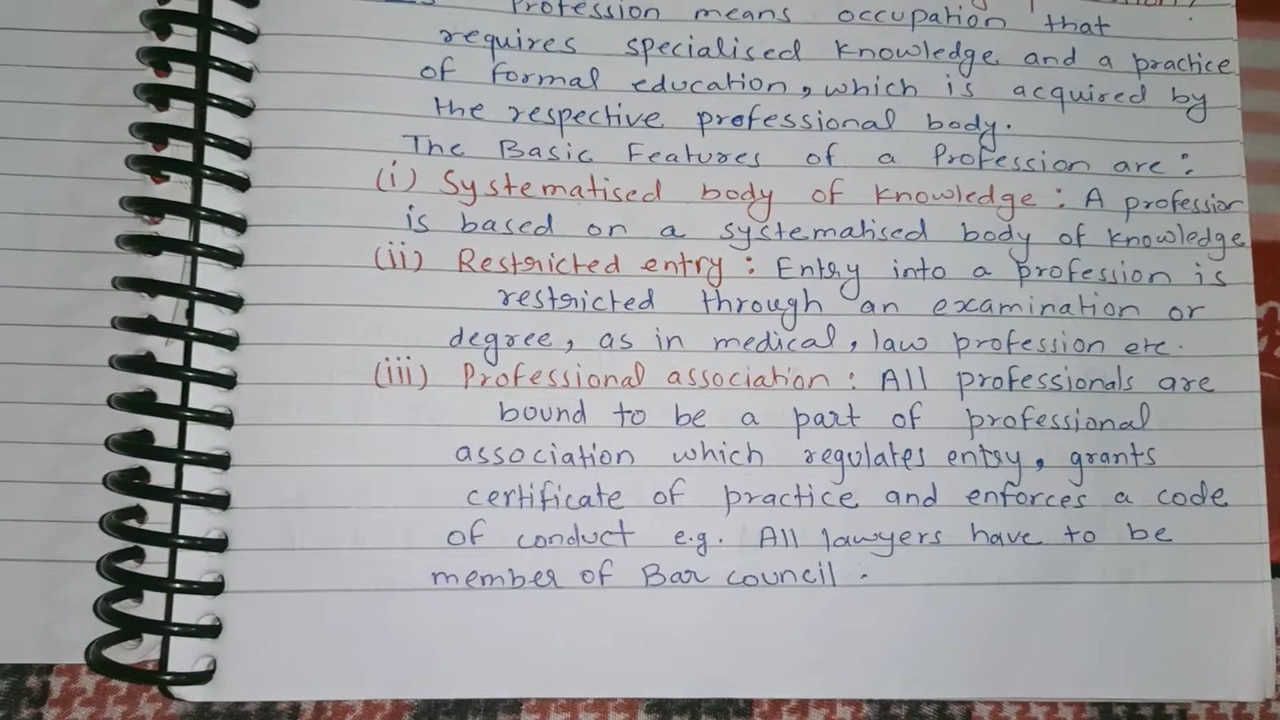 Profession means occupation that
requires specialised knowledge and a practice
of formal education, which is acquired by
the respective professional body.
The Basic Features of a Profession are :
(i) Systematised body of knowledge : A profession
is based on a systematised body of knowledge
(ii) Restricted entry : Entry into a profession is
restricted through an examination or
degree, as in medical, law profession etc.
(iii) Professional association : All professionals are
bound to be a part of professional
association which regulates entry, grants
certificate of practice and enforces a code
of conduct e.g. All lawyers have to be
member of Bar council.